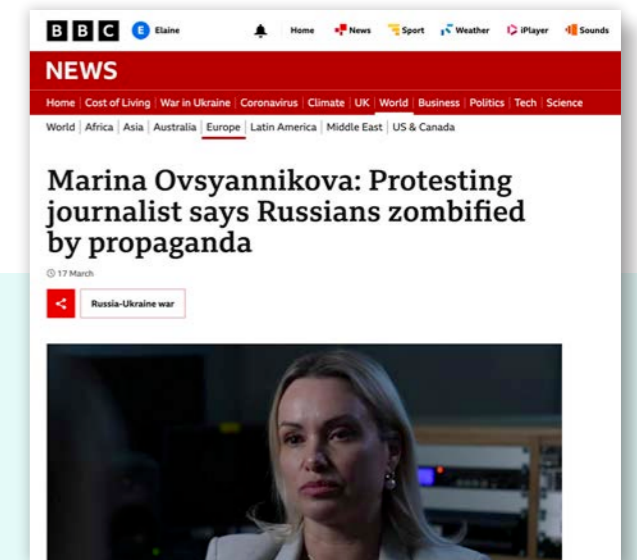 BBC E Elaine Home News Sport Weather iPlayer Sounds
NEWS
Home Cost of Living War in Ukraine Coronavirus Climate UK World Business Politics Tech Science
World Africa Asia Australia Europe Latin America Middle East US & Canada
Marina Ovsyannikova: Protesting
journalist says Russians zombified
by propaganda
17 March
Russia-Ukraine war